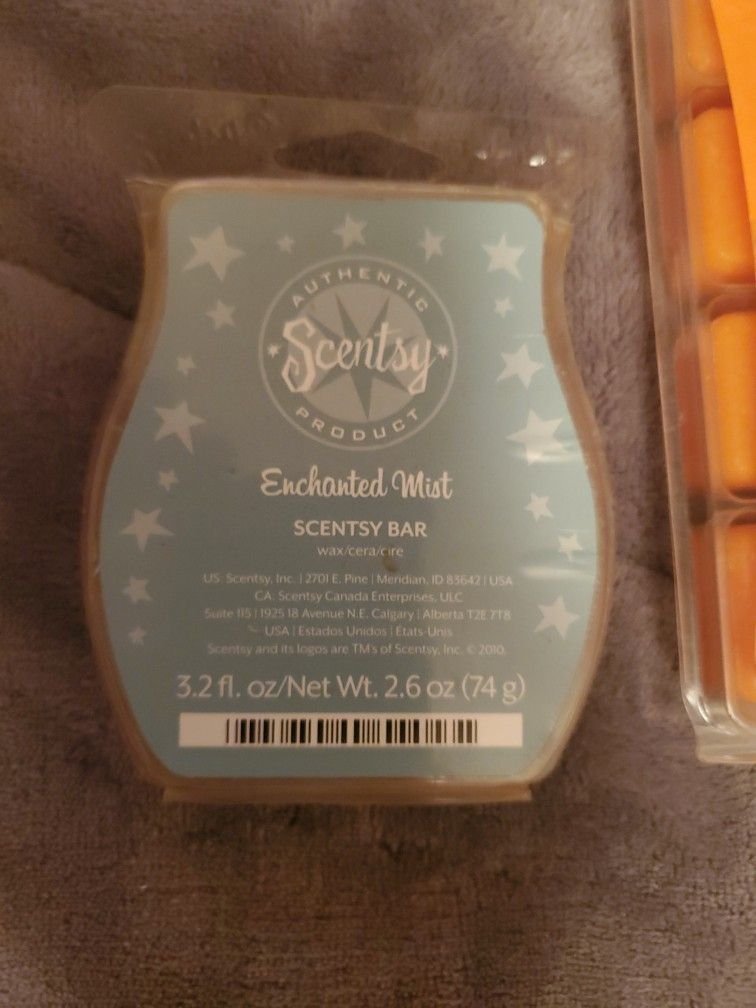 AUTHENTIC
Scentsy
PRODUCT
Enchanted Mist
SCENTSY BAR
wax/cera/cire
US. Scentsy, Inc. | 2701 E. Pine | Meridian, ID 83642 | USA
CA. Scentsy Canada Enterprises, ULC
Suite 115 | 1925 18 Avenue N.E. Calgary | Alberta T2E 7T8
USA | Estados Unidos | États-Unis
Scentsy and its logos are TM's of Scentsy, Inc. © 2010.
3.2 fl. oz/Net Wt. 2.6 oz (74 g)